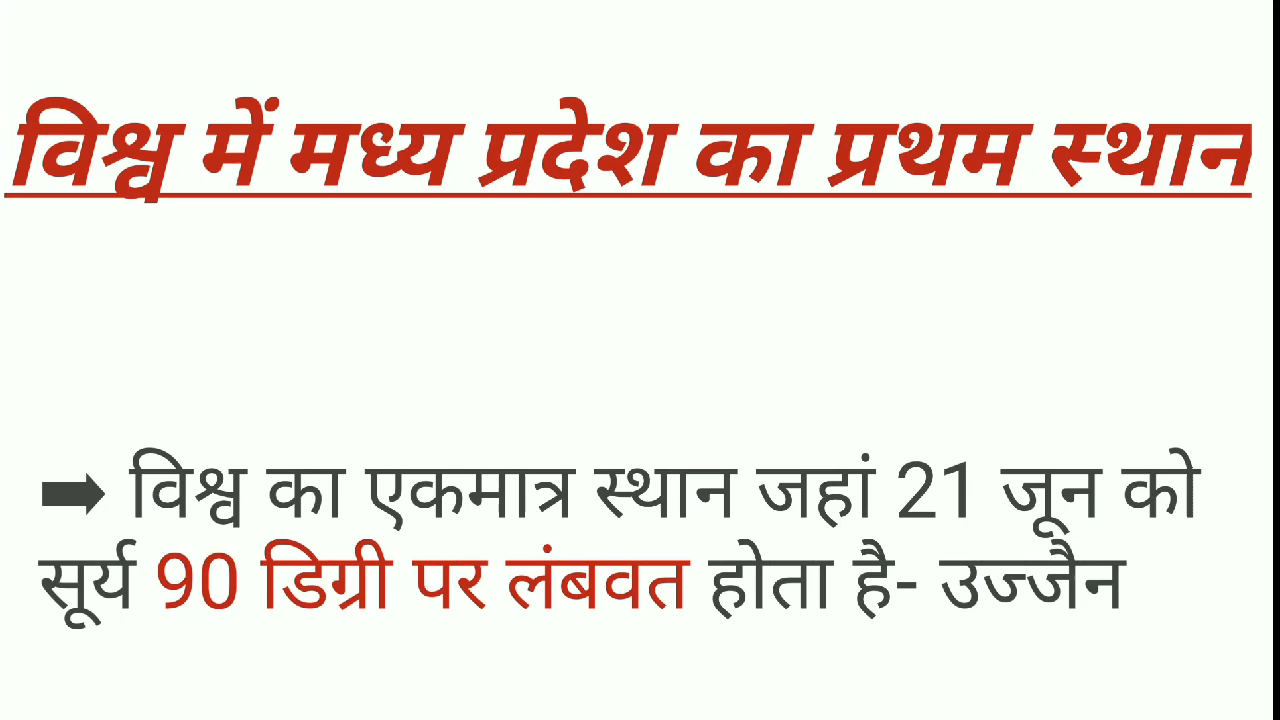 विश्व में मध्य प्रदेश का प्रथम स्थान
➡ विश्व का एकमात्र स्थान जहां 21 जून को
सूर्य 90 डिग्री पर लंबवत होता है- उज्जैन